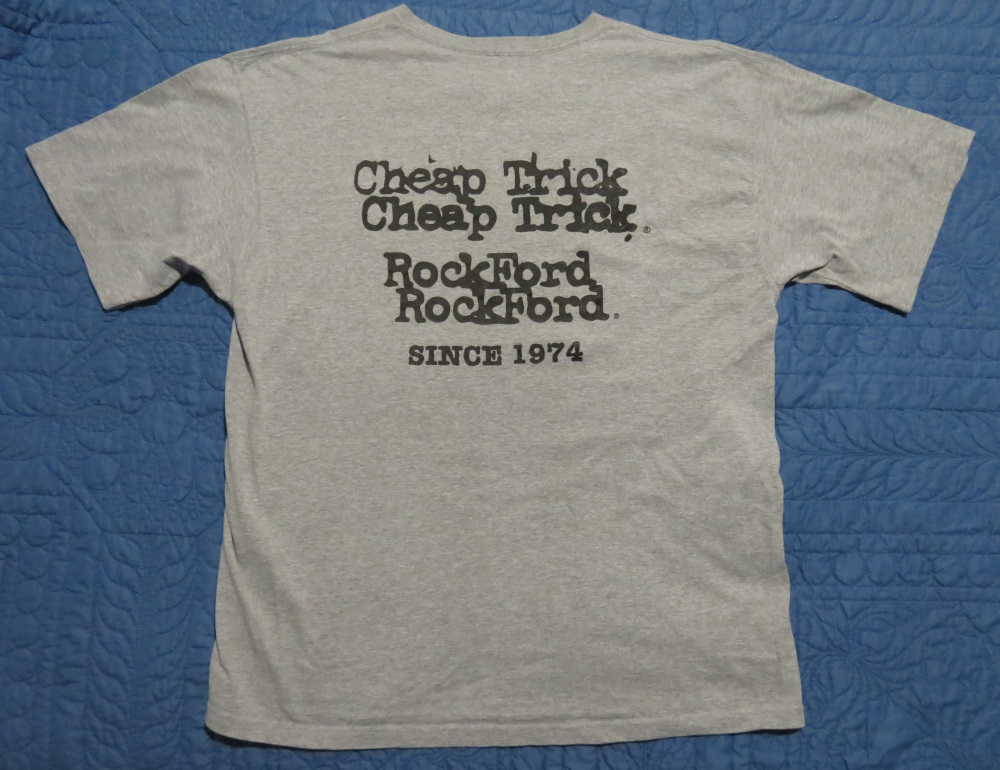 Cheap Trick
Cheap Trick®
RockFord
RockFord®
SINCE 1974